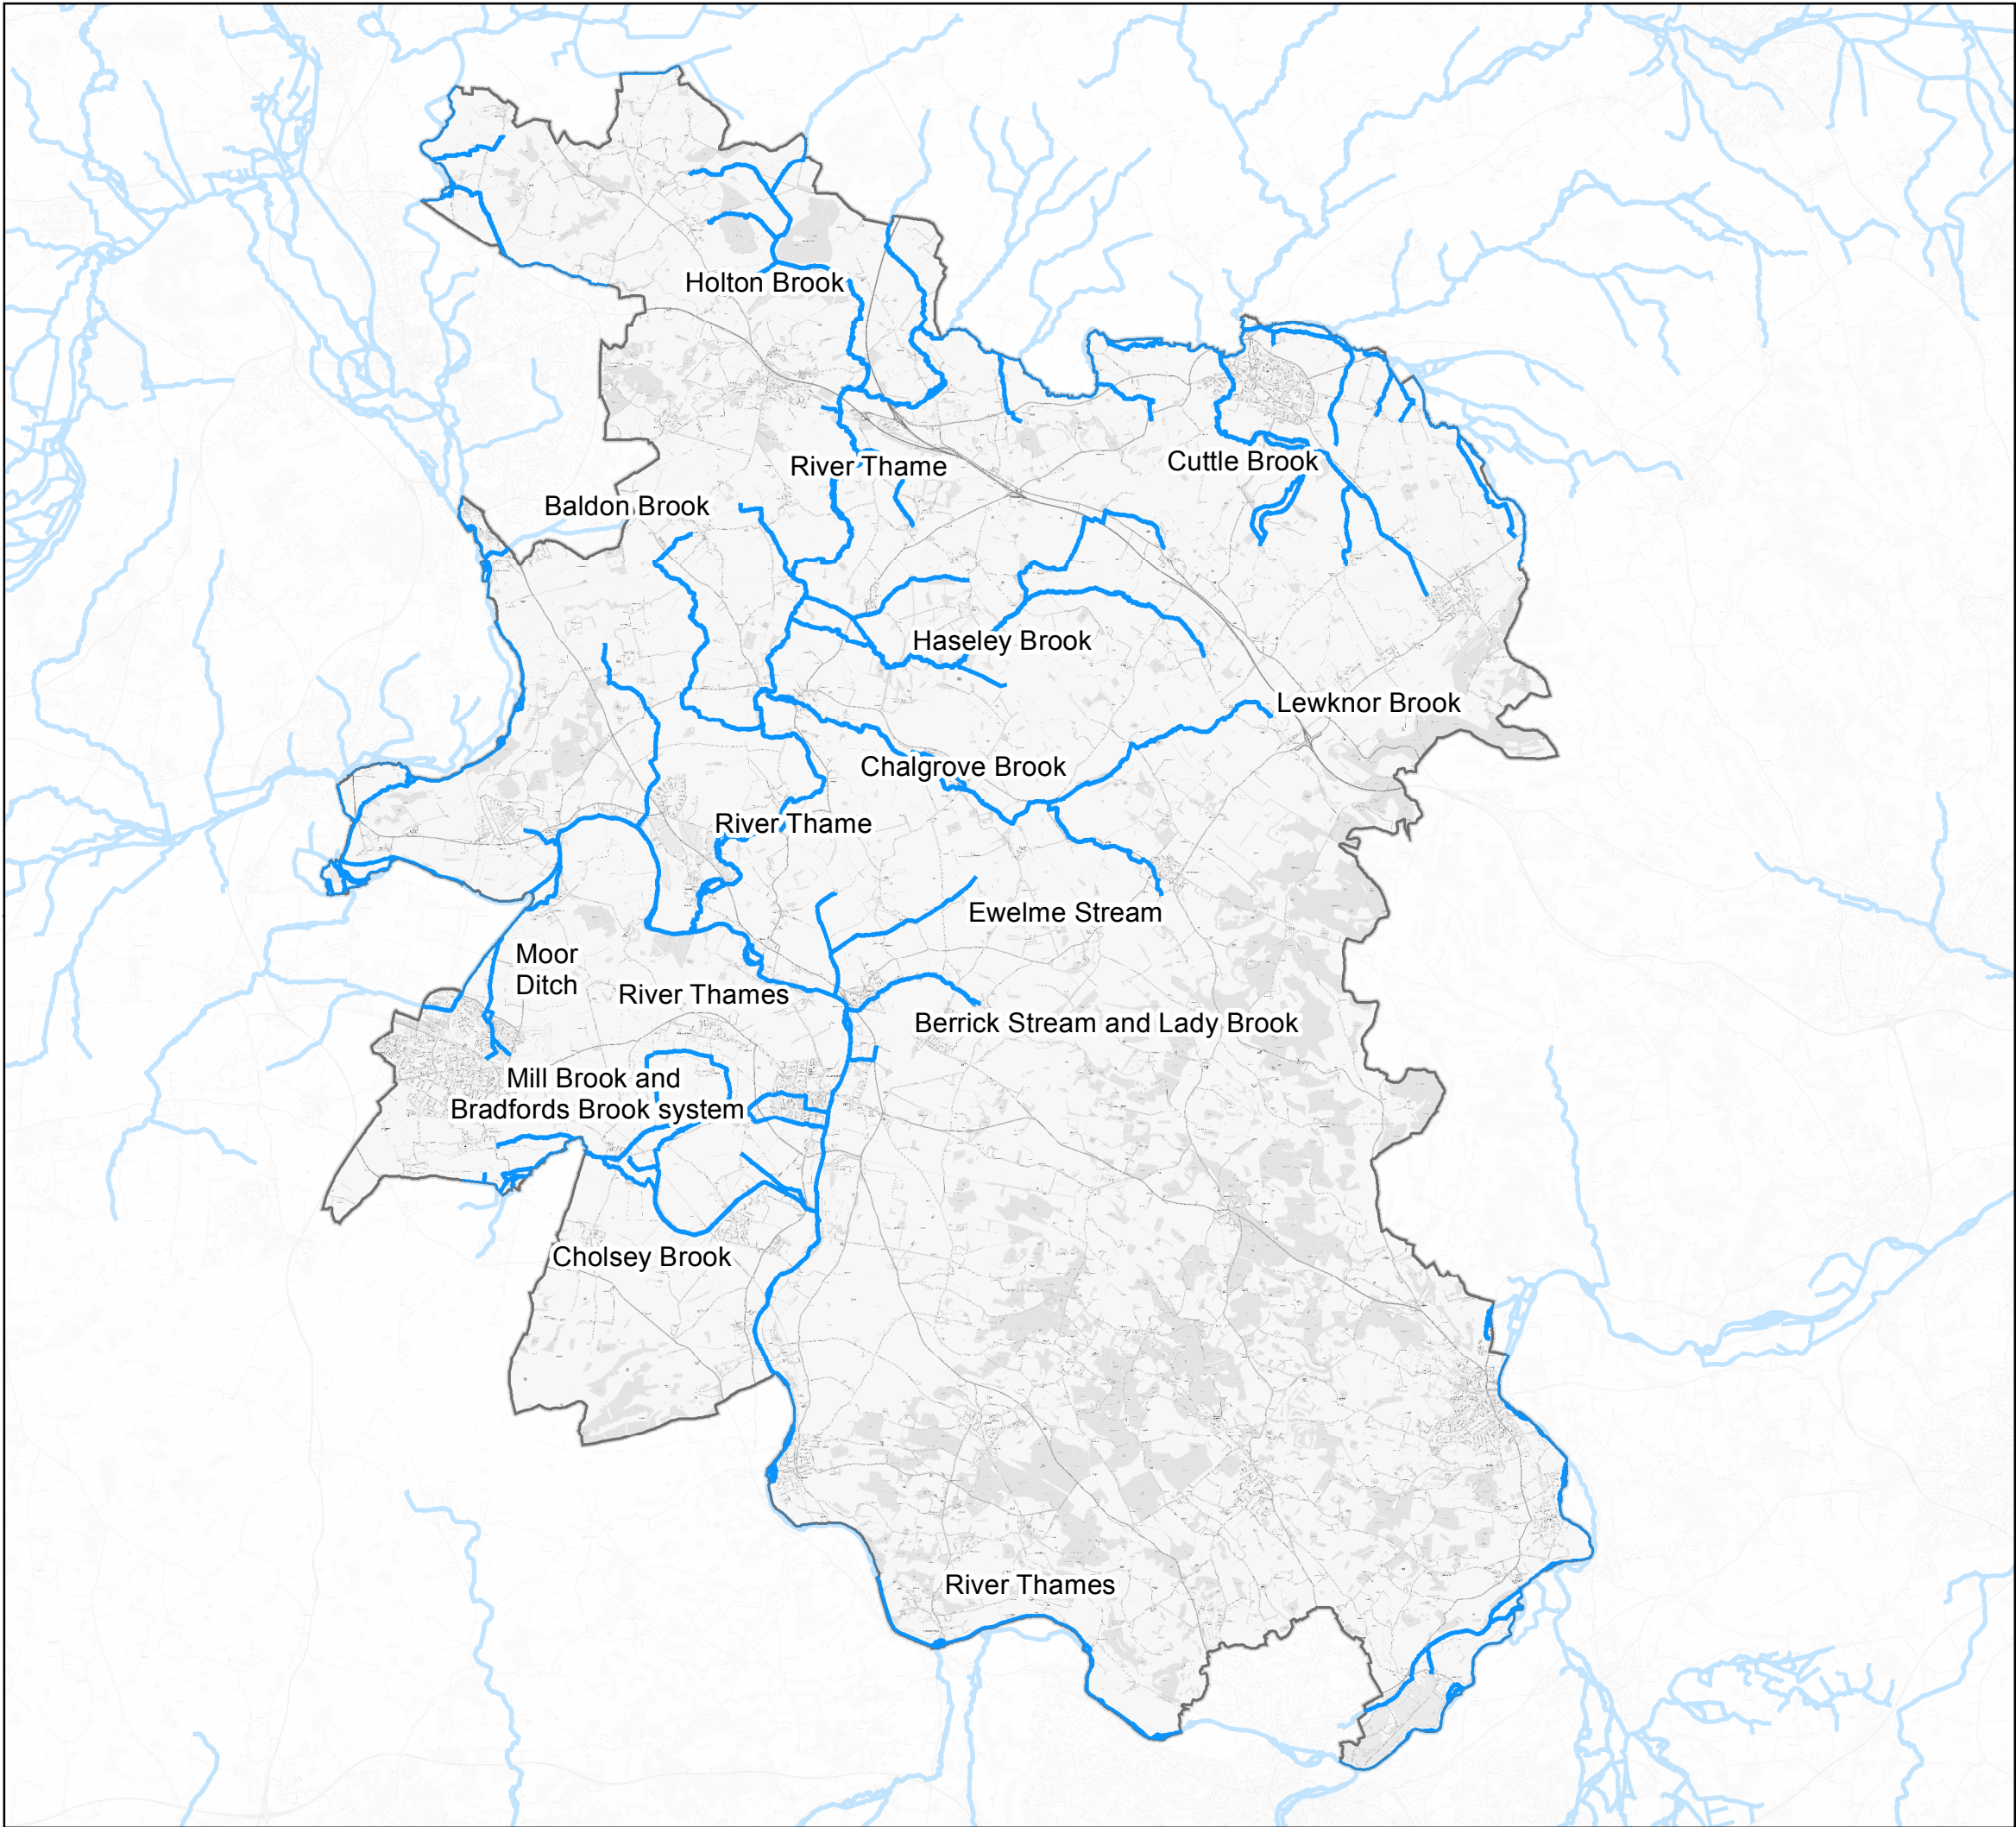 Holton Brook
River Thame
Cuttle Brook
Baldon Brook
Haseley Brook
Lewknor Brook
Chalgrove Brook
River Thame
Ewelme Stream
Moor
Ditch
River Thames
Berrick Stream and Lady Brook
Mill Brook and
Bradfords Brook system
Cholsey Brook
River Thames